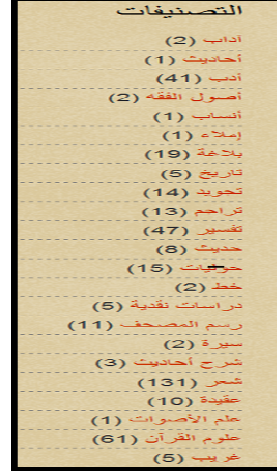 التصنيفات
آداب (2)
أحاديث (1)
أدب (41)
أصول الفقه (2)
أنساب (1)
إملاء (1)
بلاغة (19)
تاريخ (5)
تجويد (14)
تراجم (13)
تفسير (47)
حديث (8)
(15)
خط (2)
دراسات نقدية (5)
رسم المصحف (11)
سيرة (2)
شرح أحاديث (3)
شعر (131)
عقيدة (10)
علم الأصوات (1)
علوم القرآن (61)
غريب (5)